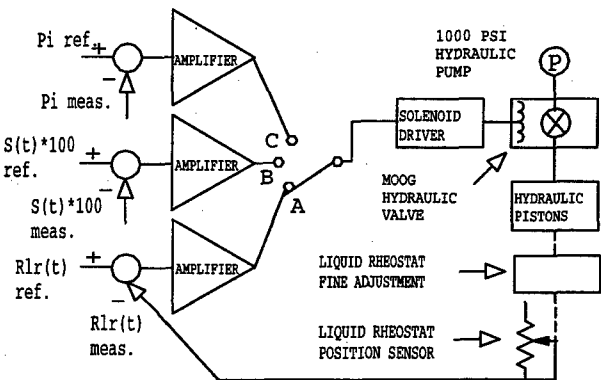 Pi ref.
+
−
Pi meas.
AMPLIFIER
S(t)*100
ref.
+
−
S(t)*100
meas.
AMPLIFIER
Rlr(t)
ref.
+
−
Rlr(t)
meas.
AMPLIFIER
C
B
A
SOLENOID
DRIVER
1000 PSI
HYDRAULIC
PUMP
P
MOOG
HYDRAULIC
VALVE
HYDRAULIC
PISTONS
LIQUID RHEOSTAT
FINE ADJUSTMENT
LIQUID RHEOSTAT
POSITION SENSOR